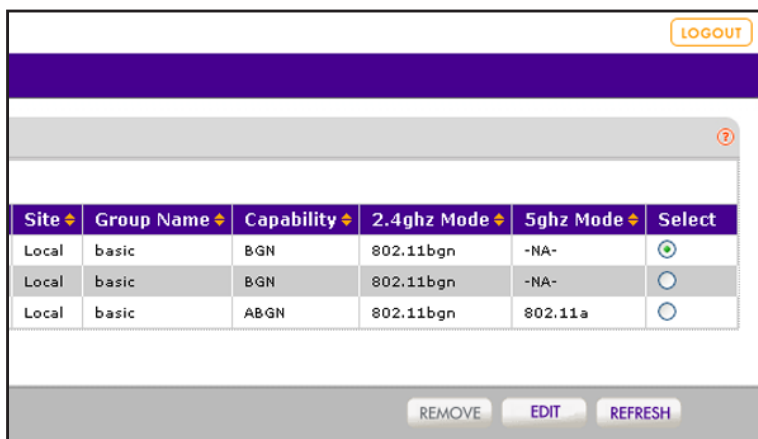 LOGOUT
?
Site Group Name Capability 2.4ghz Mode 5ghz Mode Select
Local basic BGN 802.11bgn -NA-
Local basic BGN 802.11bgn -NA-
Local basic ABGN 802.11bgn 802.11a
REMOVE EDIT REFRESH